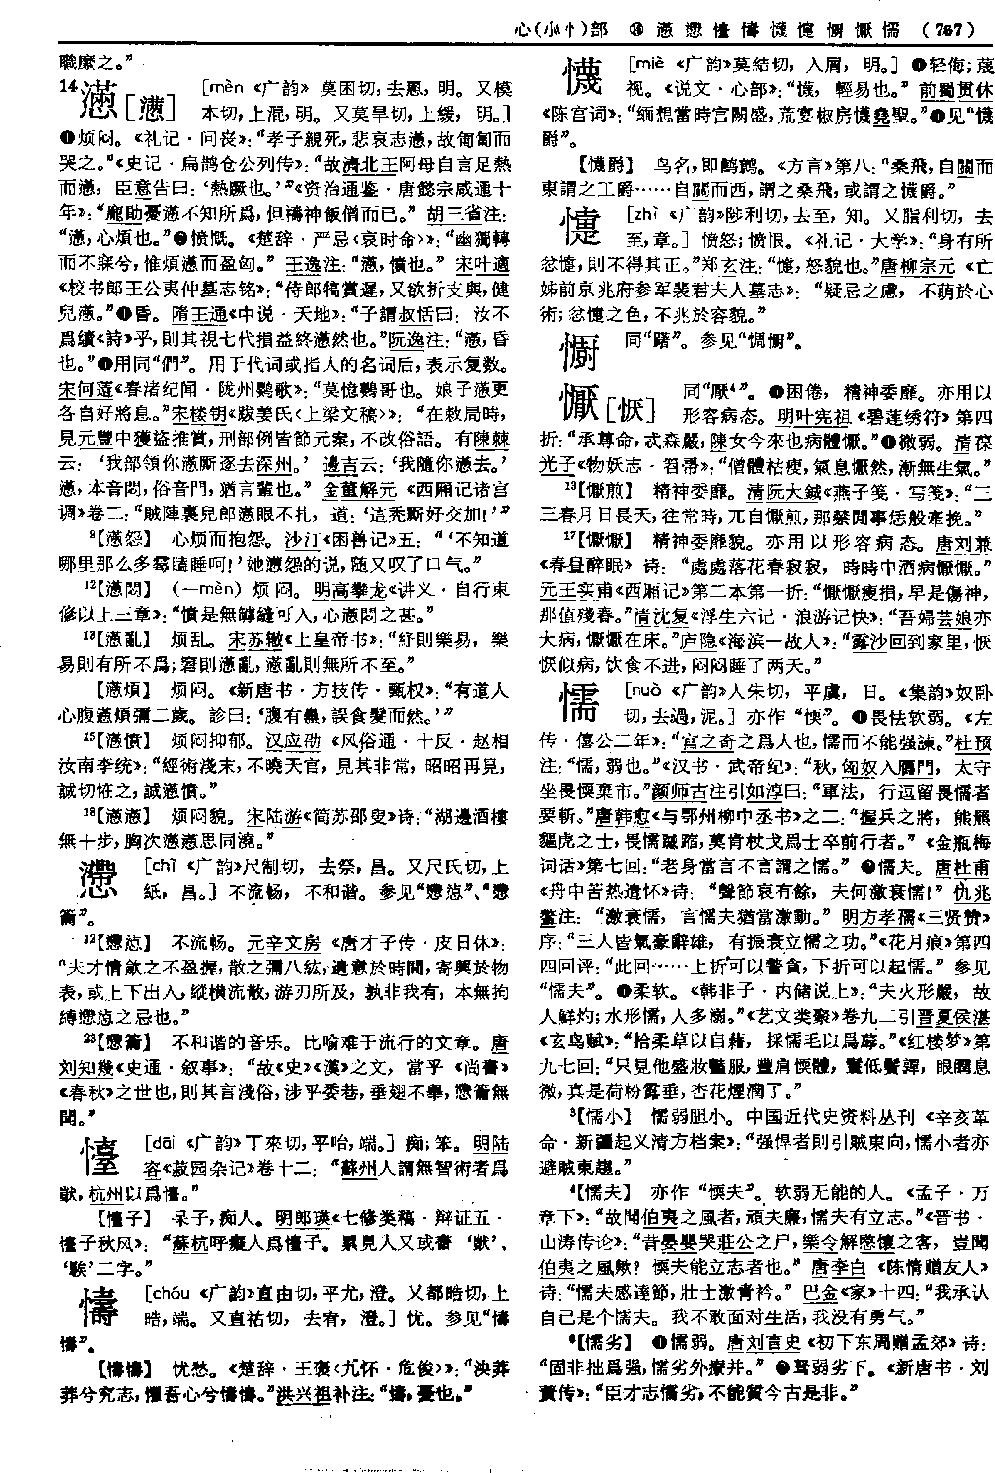 心(小忄)部 ⑭ 懣 懘 懛 懤 懱 懥 懰 懨 懦 (767)
職縻之。”
14懣[懑] [mèn《广韵》莫困切,去慁,明。又模
本切,上混,明。又莫旱切,上緩,明。]
❶烦闷。《礼记·问丧》:“孝子親死,悲哀志懣,故匍匐而
哭之。”《史记·扁鹊仓公列传》:“故濟北王阿母自言足熱
而懣,臣意告曰:‘熱蹶也。’”《资治通鉴·唐懿宗咸通十
年》:“龐助憂懣不知所爲,但禱神飯僧而已。”胡三省注:
“懣,心煩也。”❷愤慨。《楚辞·严忌〈哀时命〉》:“幽獨轉
而不寐兮,惟煩懣而盈匈。”王逸注:“懣,憤也。”宋叶適
《校书郎王公夷仲墓志铭》:“侍郎犒賞遲,又欲折支與,健
兒懣。”❸昏。隋王通《中说·天地》:“子謂叔恬曰:汝不
爲續《詩》乎,則其視七代損益終懣然也。”阮逸注:“懣,昏
也。”❹用同“們”。用于代词或指人的名词后,表示复数。
宋何薳《春渚纪闻·陇州鹦歌》:“莫憶鸚哥也。娘子懣更
各自好將息。”宋楼钥《跋姜氏〈上梁文稿〉》:“在敕局時,
見元豐中獲盗推賞,刑部例皆節元案,不改俗語。有陳棘
云:‘我部領你懣厮逐去深州。’邊吉云:‘我隨你懣去。’
懣,本音悶,俗音門,猶言輩也。”金董解元《西厢记诸宫
调》卷二:“賊陣裏兒郎懣眼不扎,道:‘這禿厮好交加!’”
9【懣怨】 心烦而抱怨。沙汀《困兽记》五:“‘不知道
哪里那么多霉瞌睡呵!’她懣怨的说,随又叹了口气。”
12【懣悶】 (—mèn)烦闷。明高攀龙《讲义·自行束
修以上三章》:“憤是無罅縫可入,心懣悶之甚。”
13【懣亂】 烦乱。宋苏辙《上皇帝书》:“紓則樂易,樂
易則有所不爲;窘則懣亂,懣亂則無所不至。”
【懣煩】 烦闷。《新唐书·方技传·甄权》:“有道人
心腹懣煩彌二歲。診曰:‘腹有蠱,誤食髮而然。’”
15【懣憤】 烦闷抑郁。汉应劭《风俗通·十反·赵相
汝南李统》:“經術淺末,不曉天官,見其非常,昭昭再見,
誠切怪之,誠懣憤。”
18【懣懣】 烦闷貌。宋陆游《简苏邵叟》诗:“湖邊酒樓
無十步,胸次懣懣思同澆。”
懘 [chì《广韵》尺制切,去祭,昌。又尺氏切,上
紙,昌。]不流畅,不和谐。参见“懘㤞”、“懘
籥”。
12【懘㤞】 不流畅。元辛文房《唐才子传·皮日休》:
“夫才情斂之不盈握,散之彌八紘,遣意於時間,寄興於物
表,或上下出入,縱横流散,游刃所及,孰非我有,本無拘
縛懘㤞之忌也。”
23【懘籥】 不和谐的音乐。比喻难于流行的文章。唐
刘知幾《史通·叙事》:“故《史》《漢》之文,當乎《尚書》
《春秋》之世也,則其言淺俗,涉乎委巷,垂翅不舉,懘籥無
聞。”
懛 [dāi《广韵》丁來切,平咍,端。]痴;笨。明陆
容《菽园杂记》卷十二:“蘇州人謂無智術者爲
獃,杭州以爲懛。”
【懛子】 呆子,痴人。明郎瑛《七修类稿·辩证五·
懛子秋风》:“蘇杭呼癡人爲懛子。累見人又或書‘獃’、
‘騃’二字。”
懤 [chóu《广韵》直由切,平尤,澄。又都晧切,上
晧,端。又直祐切,去宥,澄。]忧。参见“懤
懤”。
【懤懤】 忧愁。《楚辞·王褒〈九怀·危俊〉》:“泱莽
莽兮究志,懼吾心兮懤懤。”洪兴祖补注:“懤,憂也。”
懱 [miè《广韵》莫結切,入屑,明。]❶轻侮;蔑
视。《说文·心部》:“懱,輕易也。”前蜀贯休
《陈宫词》:“緬想當時宫闕盛,荒宴椒房懱堯聖。”❷见“懱
爵”。
【懱爵】 鸟名,即鹪鹩。《方言》第八:“桑飛,自關而
東謂之工爵……自關而西,謂之桑飛,或謂之懱爵。”
懥 [zhì《广韵》陟利切,去至,知。又脂利切,去
至,章。]愤怒;愤恨。《礼记·大学》:“身有所
忿懥,則不得其正。”郑玄注:“懥,怒貌也。”唐柳宗元《亡
姊前京兆府参军裴君夫人墓志》:“疑忌之慮,不萌於心
術;忿懥之色,不兆於容貌。”
同“
懨[恹] 同“厭4”。❶困倦,精神委靡。亦用以
形容病态。明叶宪祖《碧莲绣符》第四
折:“承尊命,忒森嚴,陳女今來也病體懨。”❷微弱。清葆
光子《物妖志·笤帚》:“僧體枯瘦,氣息懨然,漸無生氣。”
13【懨煎】 精神委靡。清阮大鋮《燕子笺·写笺》:“二
三春月日長天,往常時,兀自懨煎,那禁閒事恁般牽挽。”
17【懨懨】 精神委靡貌。亦用以形容病态。唐刘兼
《春昼醉眠》诗:“處處落花春寂寂,時時中酒病懨懨。”
元王实甫《西厢记》第二本第一折:“懨懨瘦損,早是傷神,
那值殘春。”清沈复《浮生六记·浪游记快》:“吾婦芸娘亦
大病,懨懨在床。”庐隐《海滨一故人》:“露沙回到家里,恹
恹似病,饮食不进,闷闷睡了两天。”
懦 [nuò《广韵》人朱切,平虞,日。《集韵》奴卧
切,去過,泥。]亦作“愞”。❶畏怯软弱。《左
传·僖公二年》:“宫之奇之爲人也,懦而不能强諫。”杜预
注:“懦,弱也。”《汉书·武帝纪》:“秋,匈奴入鴈門,太守
坐畏愞棄市。”颜师古注引如淳曰:“軍法,行逗留畏懦者
要斬。”唐韩愈《与鄂州柳中丞书》之二:“握兵之將,熊羆
貙虎之士,畏懦蹴蹜,莫肯杖戈爲士卒前行者。”《金瓶梅
词话》第七回:“老身當言不言謂之懦。”❷懦夫。唐杜甫
《舟中苦热遣怀》诗:“聲節哀有餘,夫何激衰懦!”仇兆
鳌注:“激衰懦,言懦夫猶當激動。”明方孝孺《三贤赞》
序:“三人皆氣豪辭雄,有振衰立懦之功。”《花月痕》第四
四回评:“此回……上折可以警貪,下折可以起懦。”参见
“懦夫”。❸柔软。《韩非子·内储说上》:“夫火形嚴,故
人鮮灼;水形懦,人多溺。”《艺文类聚》卷九二引晋夏侯湛
《玄鸟赋》:“拾柔草以自藉,採懦毛以爲蓐。”《红楼梦》第
九七回:“只見他盛妝豔服,豐肩愞體,鬟低鬢軃,眼瞤息
微,真是荷粉露垂,杏花煙潤了。”
3【懦小】 懦弱胆小。中国近代史资料丛刊《辛亥革
命·新疆起义清方档案》:“强悍者則引賊東向,懦小者亦
避賊東趨。”
4【懦夫】 亦作“愞夫”。软弱无能的人。《孟子·万
章下》:“故聞伯夷之風者,頑夫廉,懦夫有立志。”《晋书·
山涛传论》:“昔晏嬰哭莊公之尸,樂令解愍懷之客,豈聞
伯夷之風歟?愞夫能立志者也。”唐李白《陈情赠友人》
诗:“懦夫感達節,壯士激青衿。”巴金《家》十四:“我承认
自己是个懦夫。我不敢面对生活,我没有勇气。”
6【懦劣】 ❶懦弱。唐刘言史《初下东周赠孟郊》诗:
“固非拙爲强,懦劣外療并。”❷驽弱劣下。《新唐书·刘
蕡传》:“臣才志懦劣,不能質今古是非。”